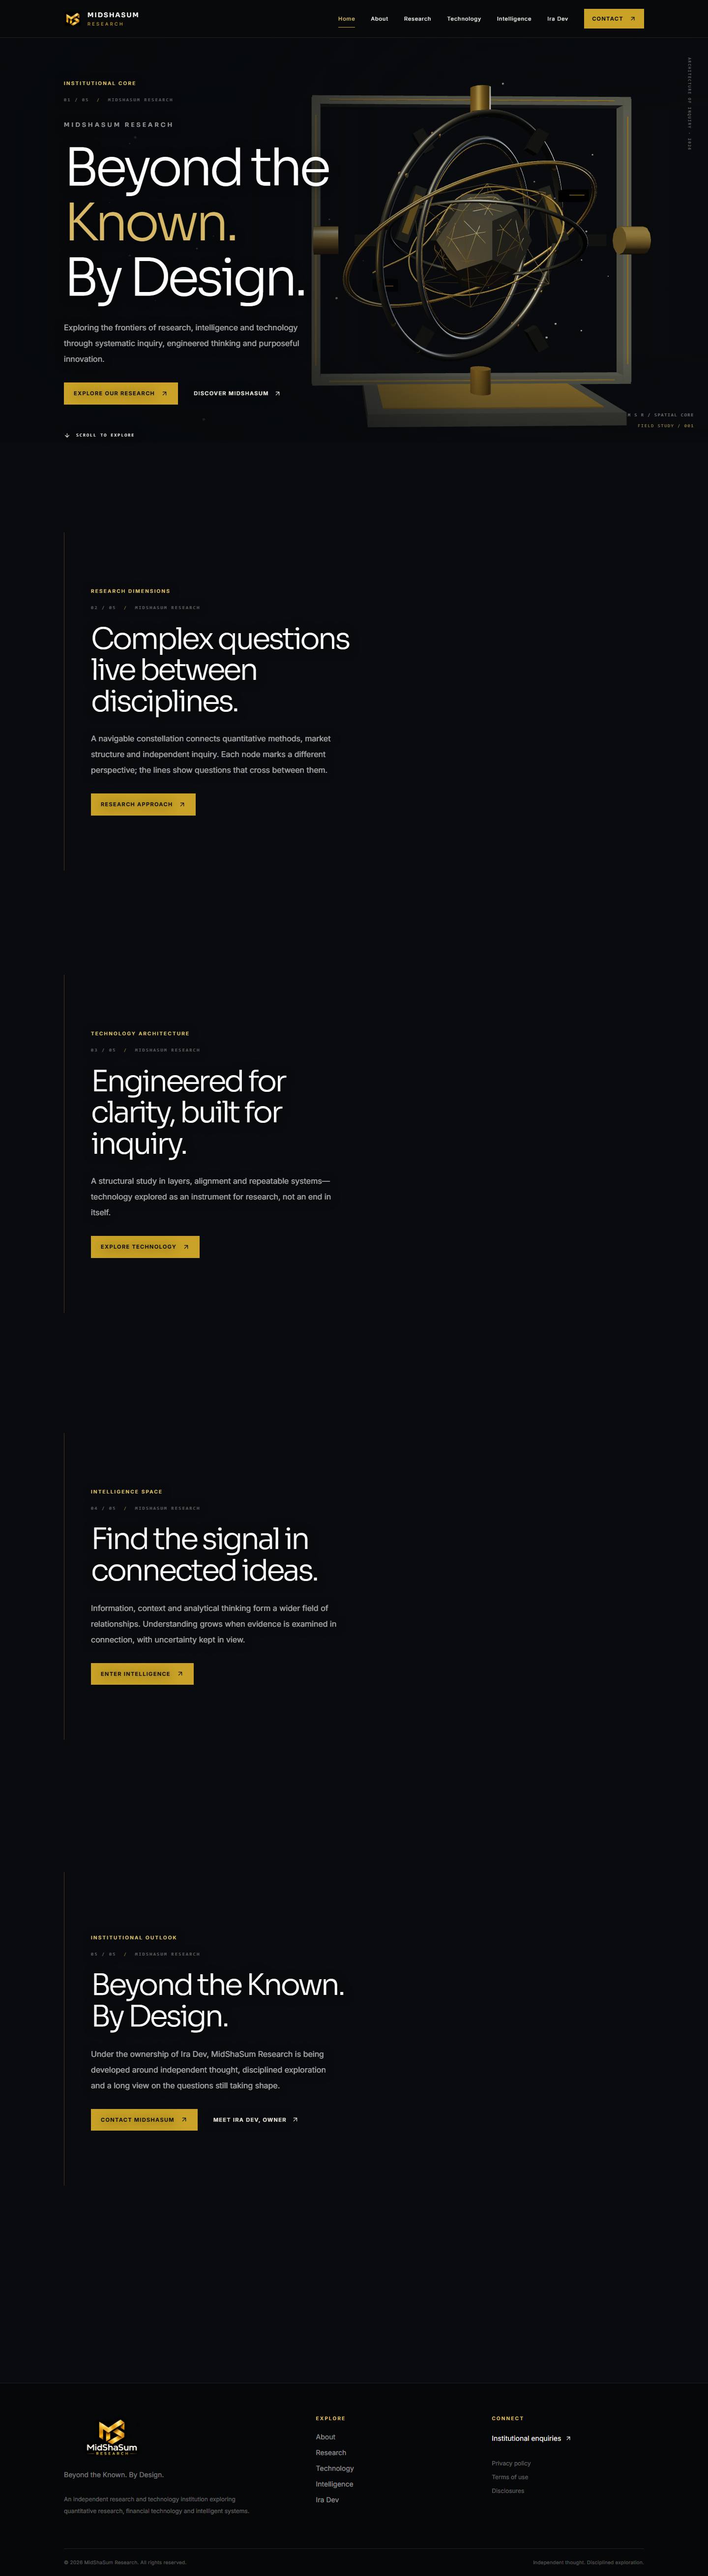 MIDSHASUM
RESEARCH
Home
About
Research
Technology
Intelligence
Ira Dev
CONTACT
ARCHITECTURE OF INQUIRY
INSTITUTIONAL CORE
01 / 05 / MIDSHASUM RESEARCH
MIDSHASUM RESEARCH
Beyond the
Known.
By Design.
Exploring the frontiers of research, intelligence and technology
through systematic inquiry, engineered thinking and purposeful
innovation.
EXPLORE OUR RESEARCH
DISCOVER MIDSHASUM
SCROLL TO EXPLORE
M S R / SPATIAL CORE
FIELD STUDY / 001
RESEARCH DIMENSIONS
02 / 05 / MIDSHASUM RESEARCH
Complex questions
live between
disciplines.
A navigable constellation connects quantitative methods, market
structure and independent inquiry. Each node marks a different
perspective; the lines show questions that cross between them.
RESEARCH APPROACH
TECHNOLOGY ARCHITECTURE
03 / 05 / MIDSHASUM RESEARCH
Engineered for
clarity, built for
inquiry.
A structural study in layers, alignment and repeatable systems—
technology explored as an instrument for research, not an end in
itself.
EXPLORE TECHNOLOGY
INTELLIGENCE SPACE
04 / 05 / MIDSHASUM RESEARCH
Find the signal in
connected ideas.
Information, context and analytical thinking form a wider field of
relationships. Understanding grows when evidence is examined in
connection, with uncertainty kept in view.
ENTER INTELLIGENCE
INSTITUTIONAL OUTLOOK
05 / 05 / MIDSHASUM RESEARCH
Beyond the Known.
By Design.
Under the ownership of Ira Dev, MidShaSum Research is being
developed around independent thought, disciplined exploration
and a long view on the questions still taking shape.
CONTACT MIDSHASUM
MEET IRA DEV, OWNER
MidShaSum
RESEARCH
Beyond the Known. By Design.
An independent research and technology institution exploring
quantitative research, financial technology and intelligent systems.
EXPLORE
About
Research
Technology
Intelligence
Ira Dev
CONNECT
Institutional enquiries
Privacy policy
Terms of use
Disclosures
© 2026 MidShaSum Research. All rights reserved.
Independent thought. Disciplined exploration.